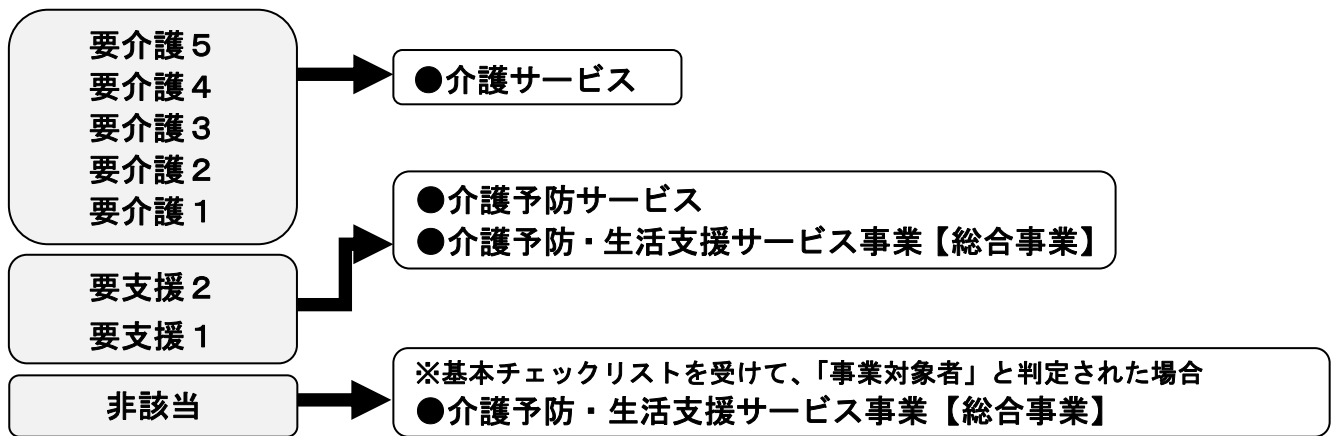 要介護５
要介護４
要介護３
要介護２
要介護１
●介護サービス
要支援２
要支援１
●介護予防サービス
●介護予防・生活支援サービス事業【総合事業】
非該当
※基本チェックリストを受けて、「事業対象者」と判定された場合
●介護予防・生活支援サービス事業【総合事業】